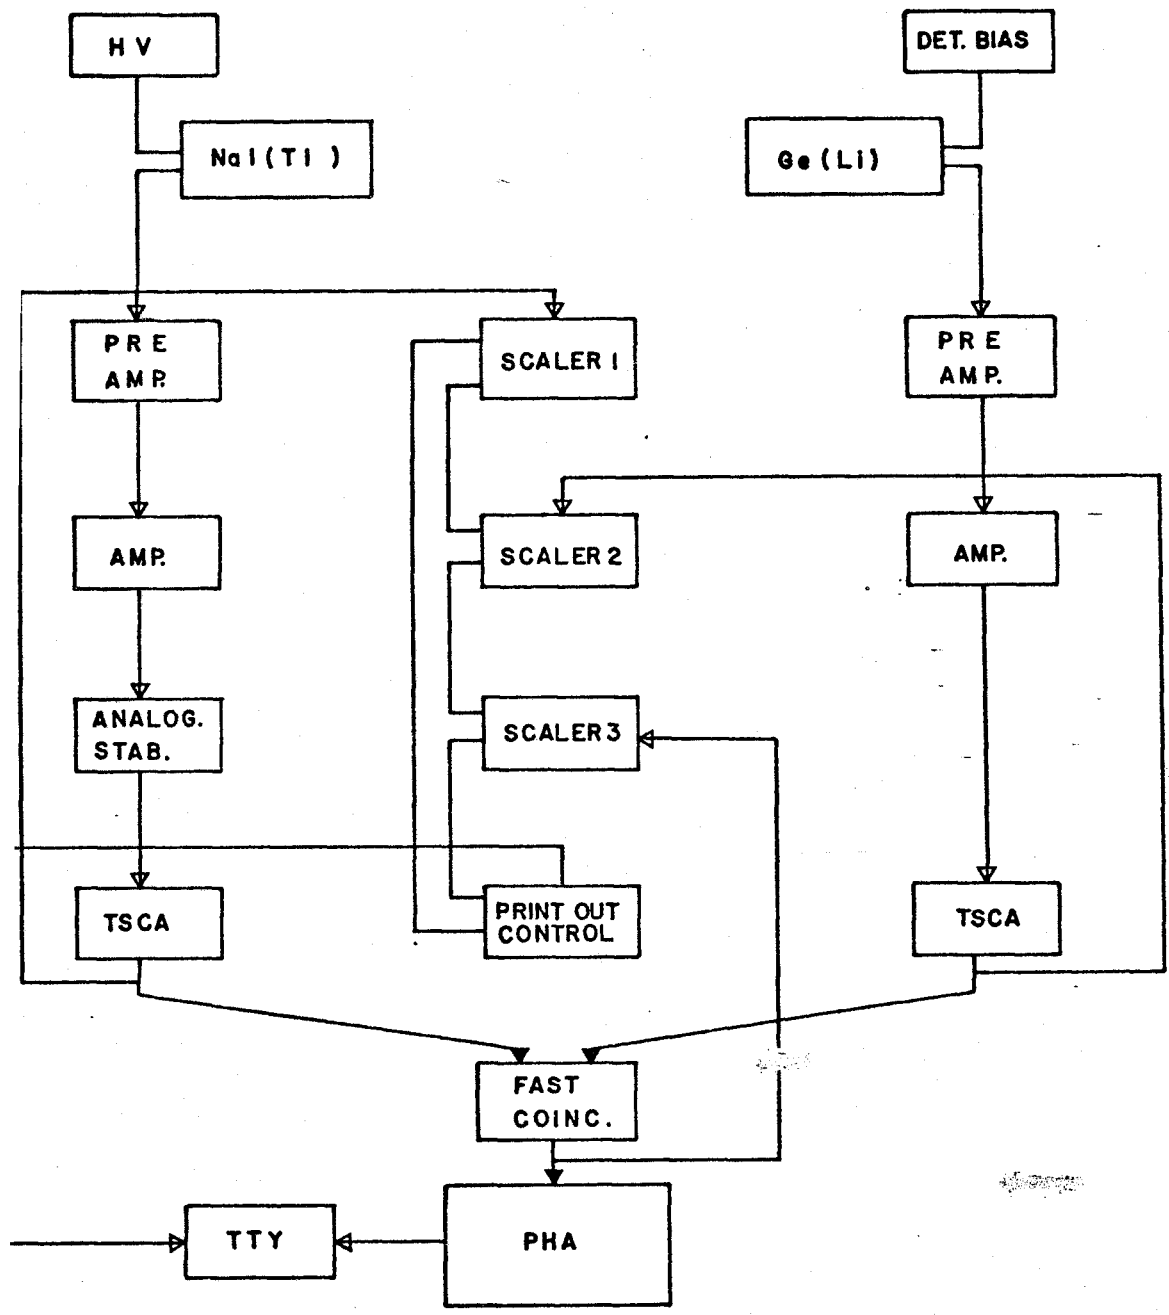 HV
DET. BIAS
NaI(Tl)
Ge(Li)
PRE
AMP.
SCALER 1
PRE
AMP.
AMP.
SCALER 2
AMP.
ANALOG.
STAB.
SCALER 3
TSCA
PRINT OUT
CONTROL
TSCA
FAST
COINC.
TTY
PHA